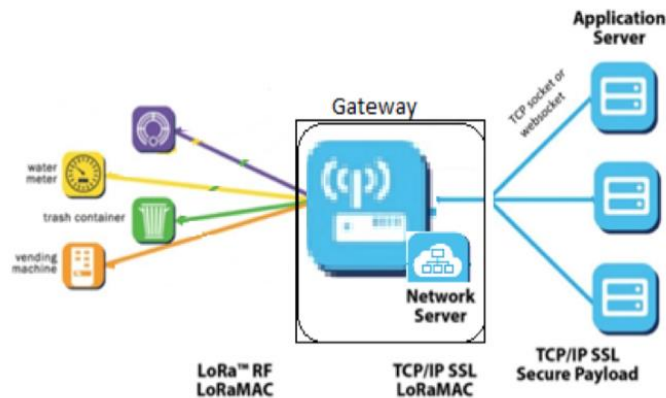 Application
Server
Gateway
TCP socket or
websocket
water
meter
trash container
vending
machine
Network
Server
LoRa™ RF
LoRaMAC
TCP/IP SSL
LoRaMAC
TCP/IP SSL
Secure Payload